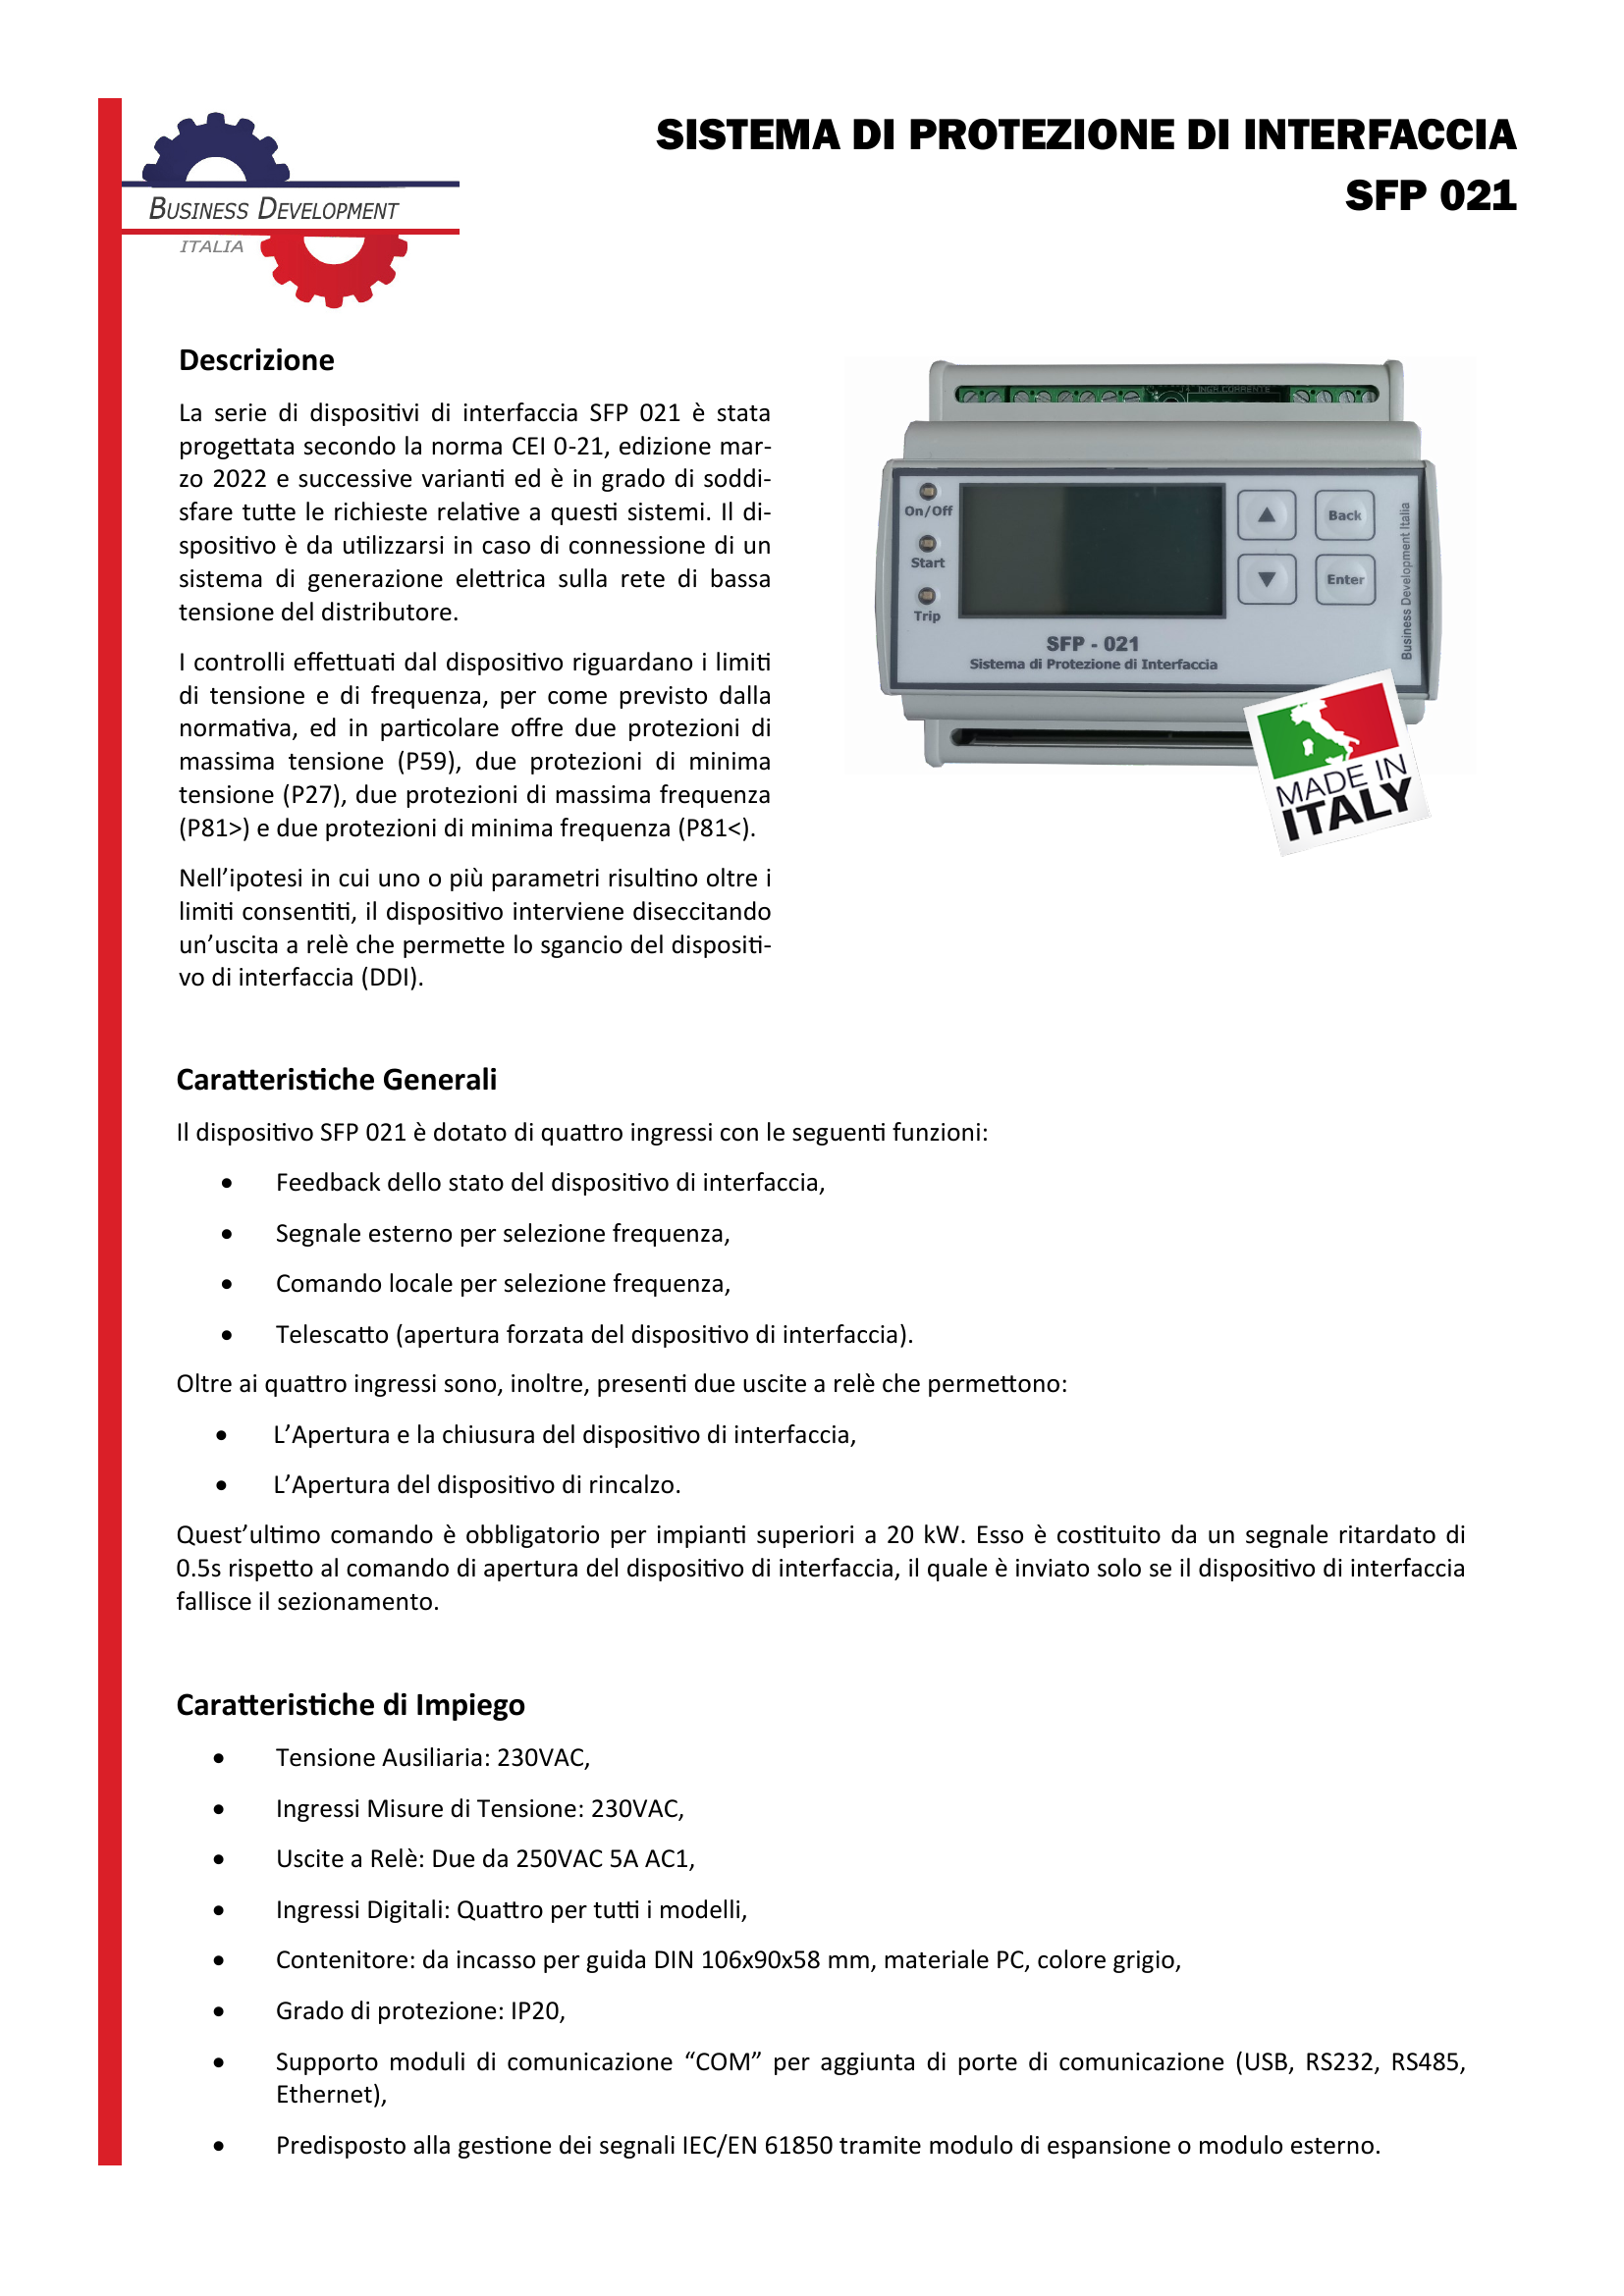 SISTEMA DI PROTEZIONE DI INTERFACCIA
SFP 021
BUSINESS DEVELOPMENT
ITALIA
Descrizione
La serie di dispositivi di interfaccia SFP 021 è stata
progettata secondo la norma CEI 0-21, edizione mar-
zo 2022 e successive varianti ed è in grado di soddi-
sfare tutte le richieste relative a questi sistemi. Il di-
spositivo è da utilizzarsi in caso di connessione di un
sistema di generazione elettrica sulla rete di bassa
tensione del distributore.
I controlli effettuati dal dispositivo riguardano i limiti
di tensione e di frequenza, per come previsto dalla
normativa, ed in particolare offre due protezioni di
massima tensione (P59), due protezioni di minima
tensione (P27), due protezioni di massima frequenza
(P81>) e due protezioni di minima frequenza (P81<).
Nell’ipotesi in cui uno o più parametri risultino oltre i
limiti consentiti, il dispositivo interviene diseccitando
un’uscita a relè che permette lo sgancio del dispositi-
vo di interfaccia (DDI).
INGR.CORRENTE
On/Off
Start
Trip
Back
Enter
Business Development Italia
SFP - 021
Sistema di Protezione di Interfaccia
MADE IN
ITALY
Caratteristiche Generali
Il dispositivo SFP 021 è dotato di quattro ingressi con le seguenti funzioni:
• Feedback dello stato del dispositivo di interfaccia,
• Segnale esterno per selezione frequenza,
• Comando locale per selezione frequenza,
• Telescatto (apertura forzata del dispositivo di interfaccia).
Oltre ai quattro ingressi sono, inoltre, presenti due uscite a relè che permettono:
• L’Apertura e la chiusura del dispositivo di interfaccia,
• L’Apertura del dispositivo di rincalzo.
Quest’ultimo comando è obbligatorio per impianti superiori a 20 kW. Esso è costituito da un segnale ritardato di
0.5s rispetto al comando di apertura del dispositivo di interfaccia, il quale è inviato solo se il dispositivo di interfaccia
fallisce il sezionamento.
Caratteristiche di Impiego
• Tensione Ausiliaria: 230VAC,
• Ingressi Misure di Tensione: 230VAC,
• Uscite a Relè: Due da 250VAC 5A AC1,
• Ingressi Digitali: Quattro per tutti i modelli,
• Contenitore: da incasso per guida DIN 106x90x58 mm, materiale PC, colore grigio,
• Grado di protezione: IP20,
• Supporto moduli di comunicazione “COM” per aggiunta di porte di comunicazione (USB, RS232, RS485,
Ethernet),
• Predisposto alla gestione dei segnali IEC/EN 61850 tramite modulo di espansione o modulo esterno.